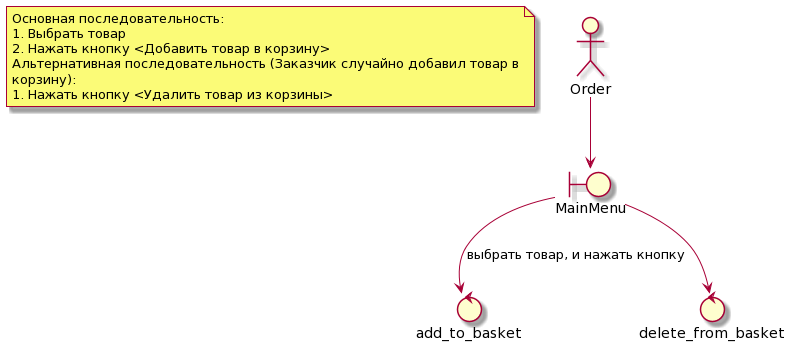 Основная последовательность:
1. Выбрать товар
2. Нажать кнопку <Добавить товар в корзину>
Альтернативная последовательность (Заказчик случайно добавил товар в
корзину):
1. Нажать кнопку <Удалить товар из корзины>
Order
MainMenu
выбрать товар, и нажать кнопку
add_to_basket
delete_from_basket